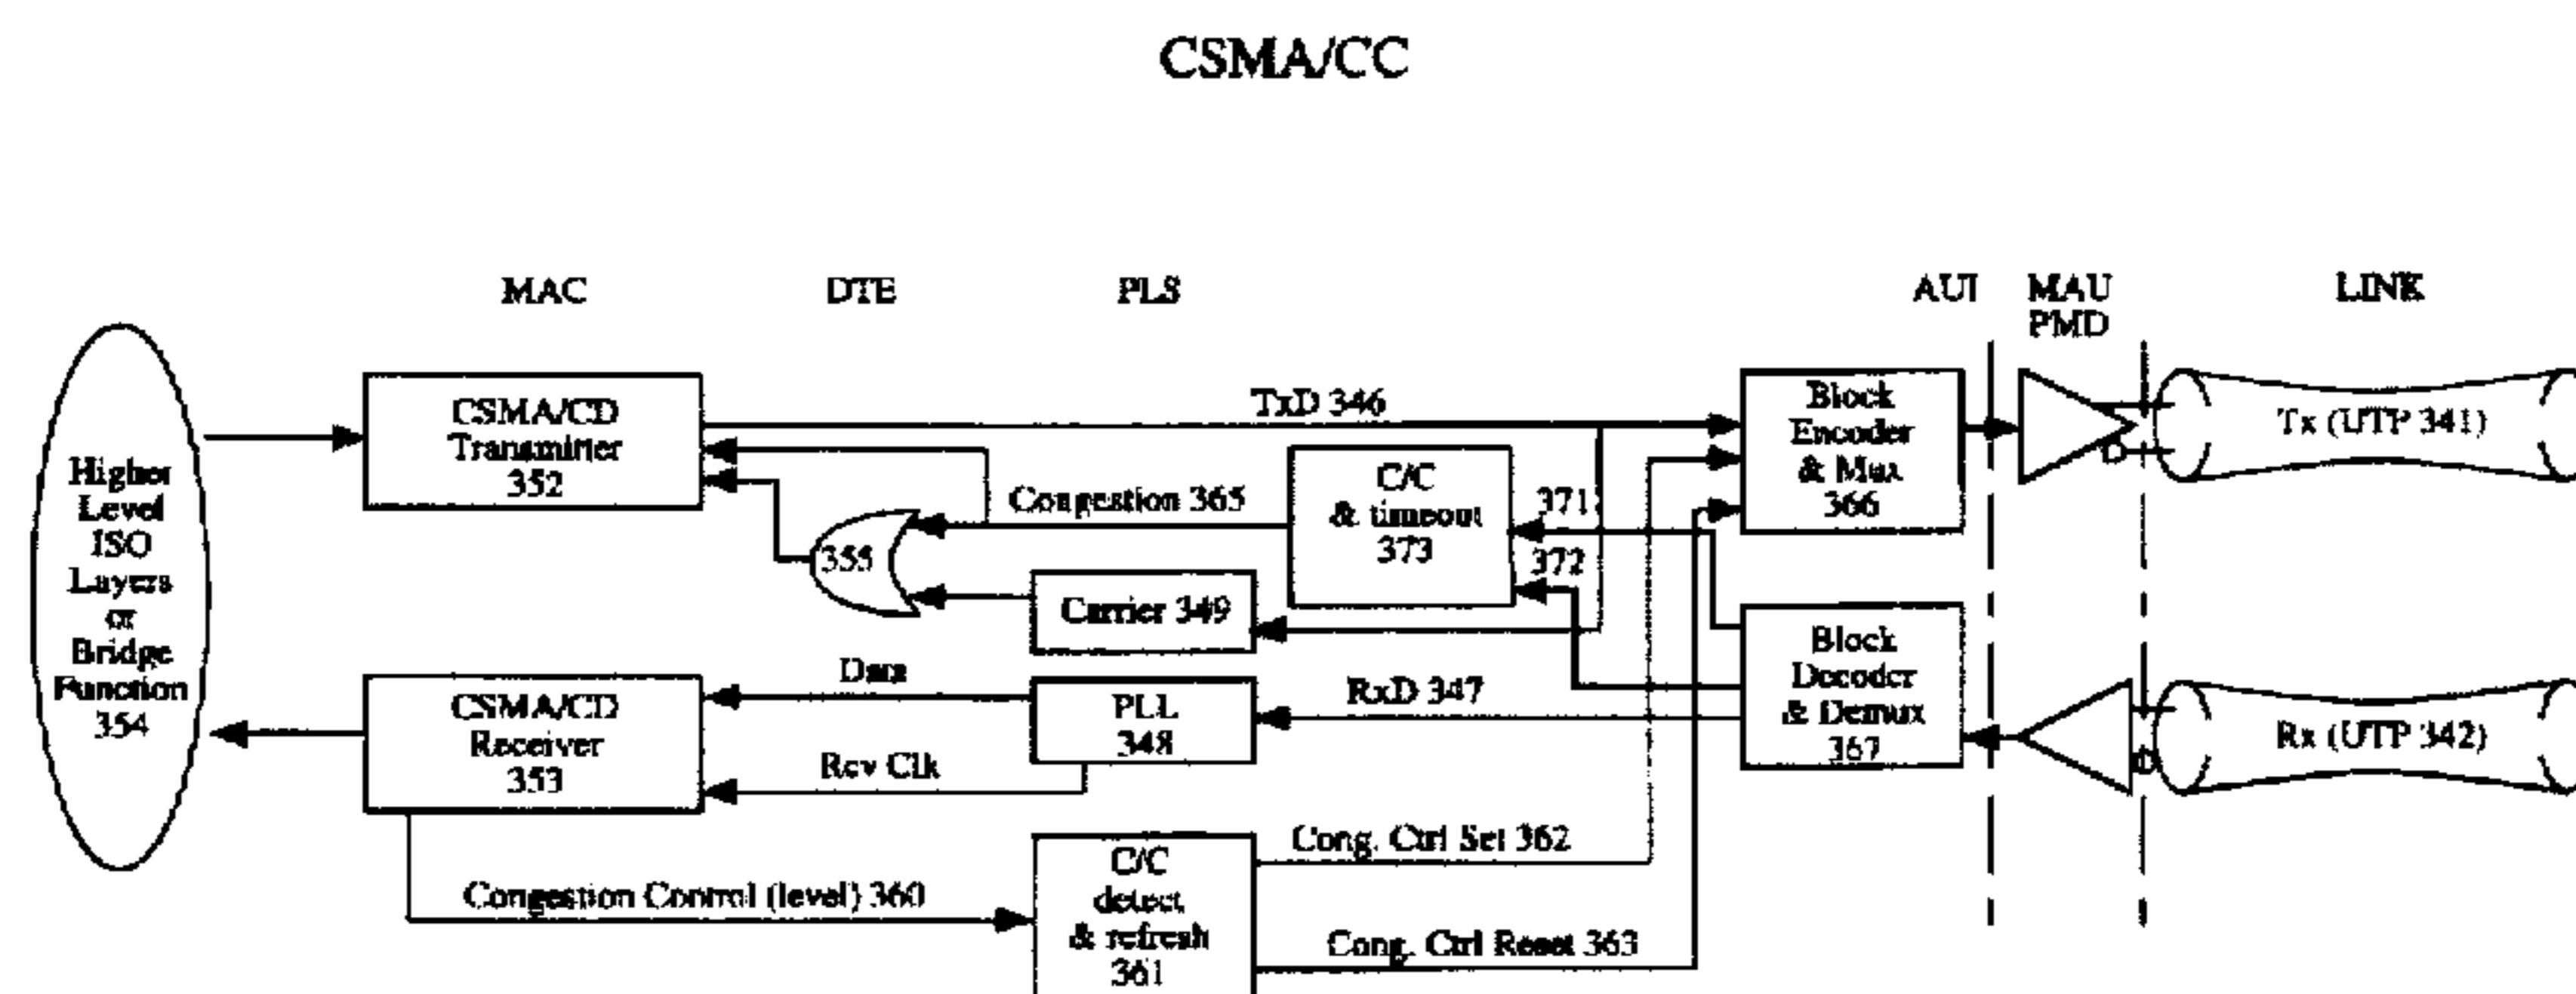 CSMA/CC
MAC
DTE
PLS
AUI
MAU
PMD
LINK
Higher
Level
ISO
Layers
or
Bridge
Function
354
CSMA/CD
Transmitter
352
TxD 346
Congestion 365
355
C/C
& timeout
373
371
372
Carrier 349
Block
Encoder
& Mux
366
Tx (UTP 341)
CSMA/CD
Receiver
353
Data
Rcv Clk
PLL
348
RxD 347
Block
Decoder
& Demux
367
Rx (UTP 342)
Congestion Control (level) 360
C/C
detect
& refresh
361
Cong. Ctrl Set 362
Cong. Ctrl Reset 363